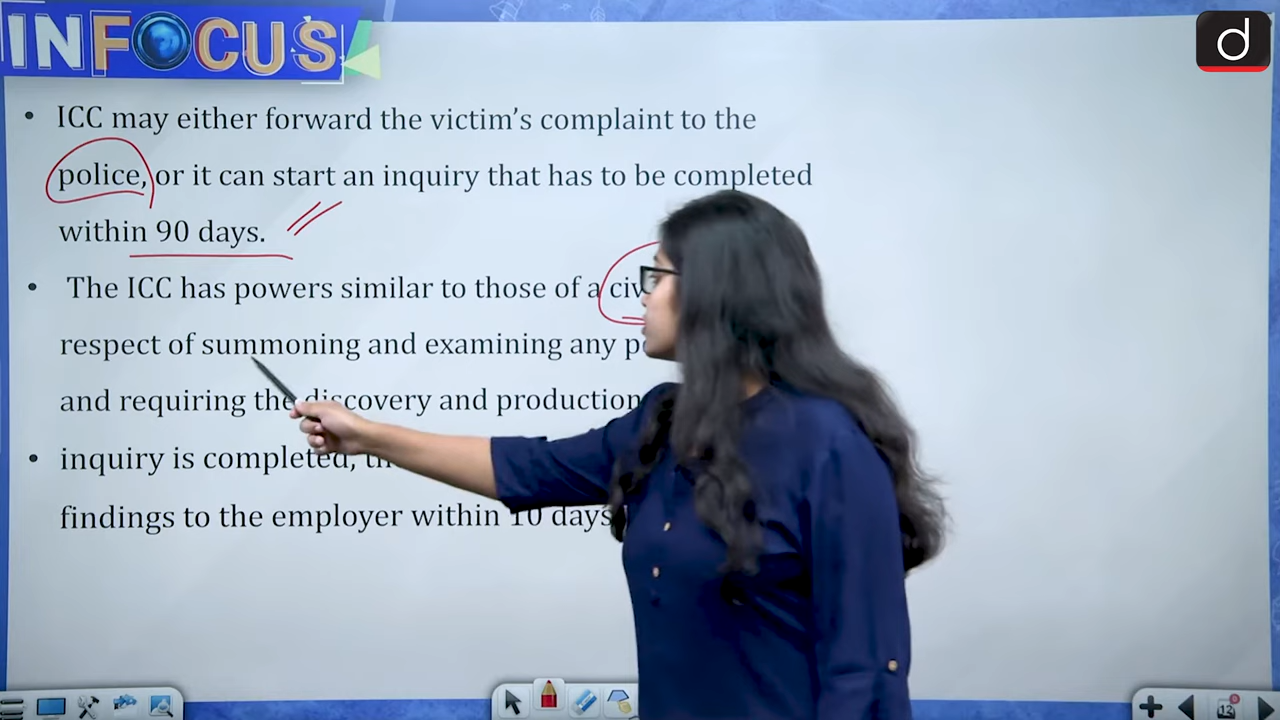 INFOCUS
d
• ICC may either forward the victim's complaint to the
police, or it can start an inquiry that has to be completed
within 90 days.
• The ICC has powers similar to those of a
respect of summoning and examining any
and requiring the discovery and production
• inquiry is completed,
findings to the employer within 10 days
12